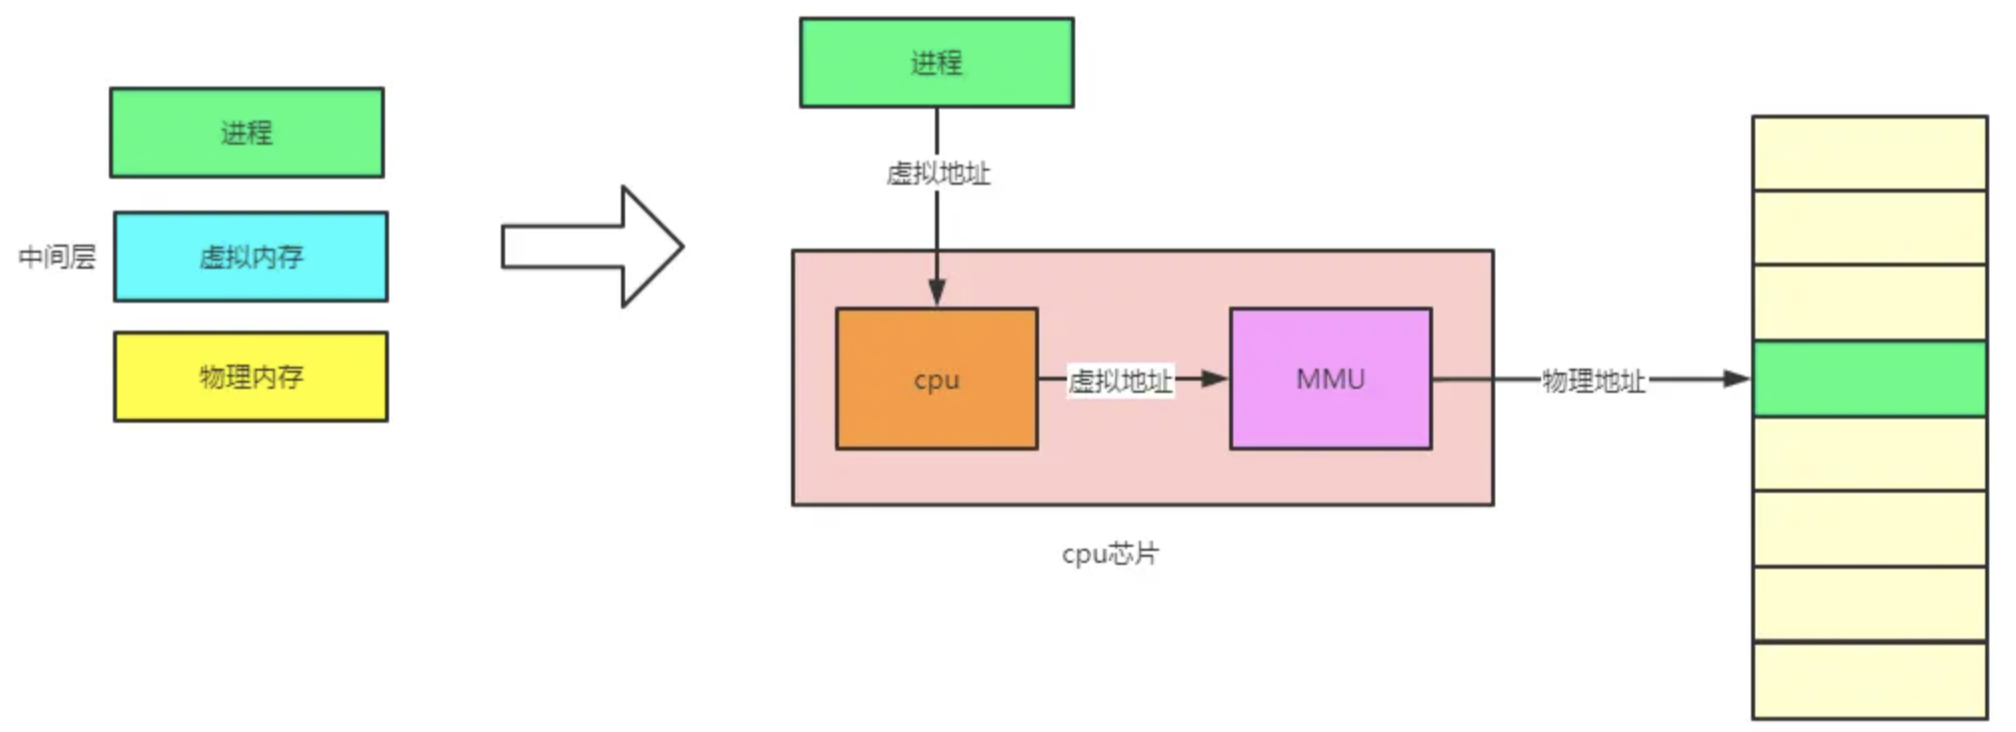 进程
中间层
虚拟内存
物理内存
进程
虚拟地址
cpu
虚拟地址
MMU
物理地址
cpu芯片